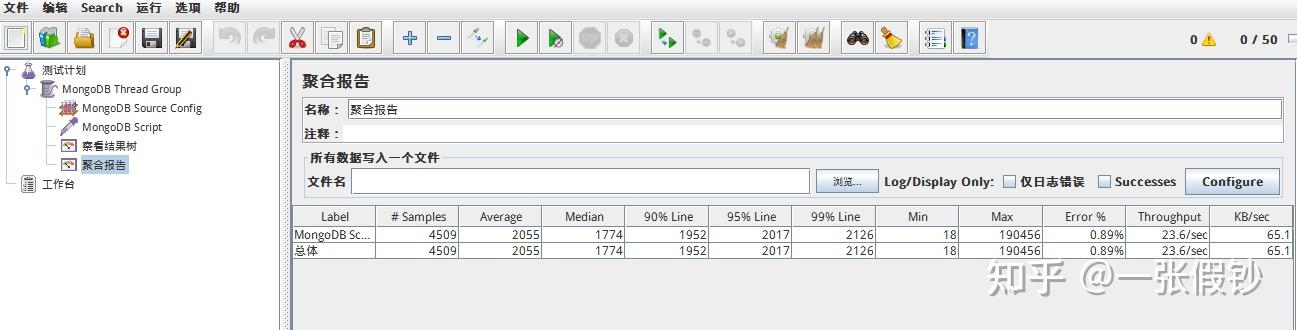 文件 编辑 Search 运行 选项 帮助
0 0 / 50
测试计划
MongoDB Thread Group
MongoDB Source Config
MongoDB Script
察看结果树
聚合报告
工作台
聚合报告
名称： 聚合报告
注释：
所有数据写入一个文件
文件名 浏览... Log/Display Only: 仅日志错误 Successes Configure
Label # Samples Average Median 90% Line 95% Line 99% Line Min Max Error % Throughput KB/sec
MongoDB Sc... 4509 2055 1774 1952 2017 2126 18 190456 0.89% 23.6/sec 65.1
总体 4509 2055 1774 1952 2017 2126 18 190456 0.89% 23.6/sec 65.1
知乎 @一张假钞